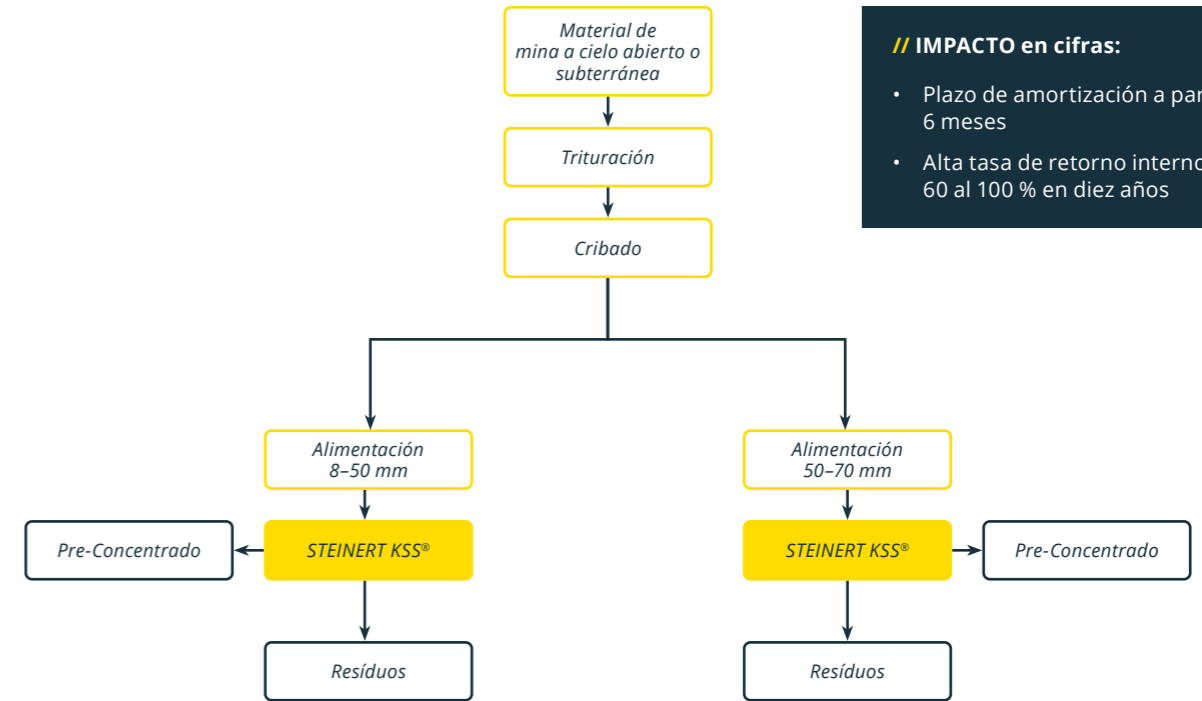 Material de
mina a cielo abierto o
subterránea
// IMPACTO en cifras:
• Plazo de amortización a
6 meses
• Alta tasa de retorno interno
60 al 100 % en diez años
Trituración
Cribado
Alimentación
8–50 mm
Alimentación
50–70 mm
Pre-Concentrado
STEINERT KSS®
STEINERT KSS®
Pre-Concentrado
Resíduos
Resíduos